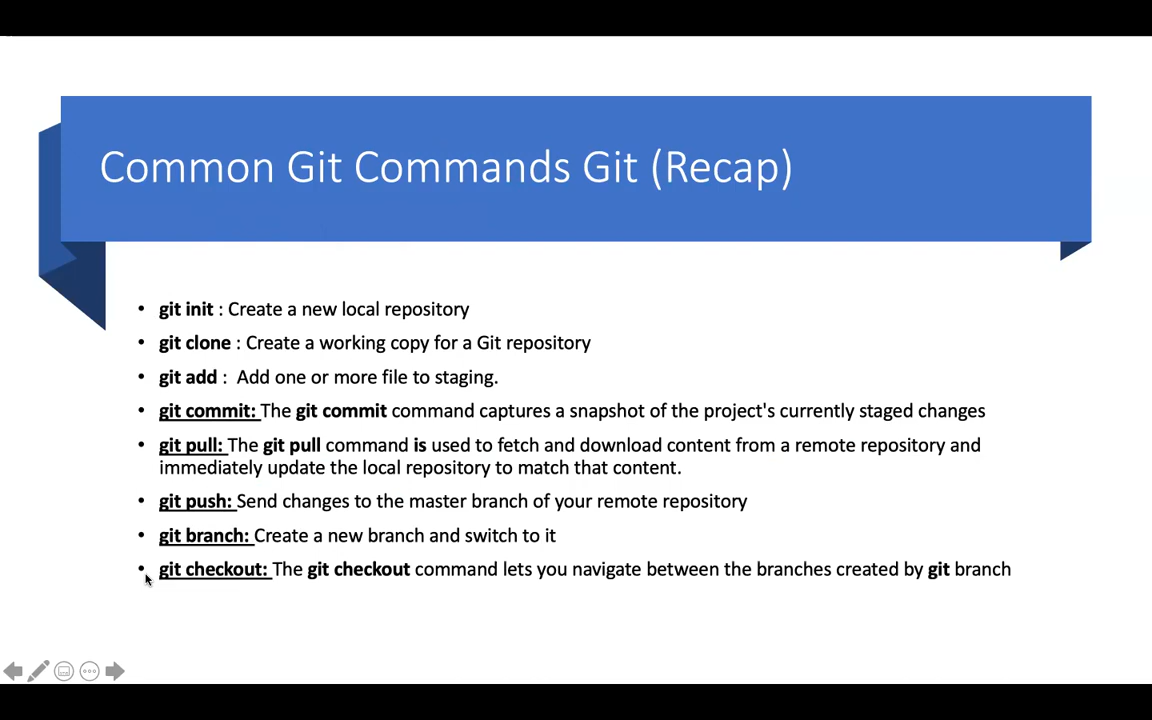 Common Git Commands Git (Recap)
• git init : Create a new local repository
• git clone : Create a working copy for a Git repository
• git add :  Add one or more file to staging.
• git commit: The git commit command captures a snapshot of the project's currently staged changes
• git pull: The git pull command is used to fetch and download content from a remote repository and
immediately update the local repository to match that content.
• git push: Send changes to the master branch of your remote repository
• git branch: Create a new branch and switch to it
• git checkout: The git checkout command lets you navigate between the branches created by git branch